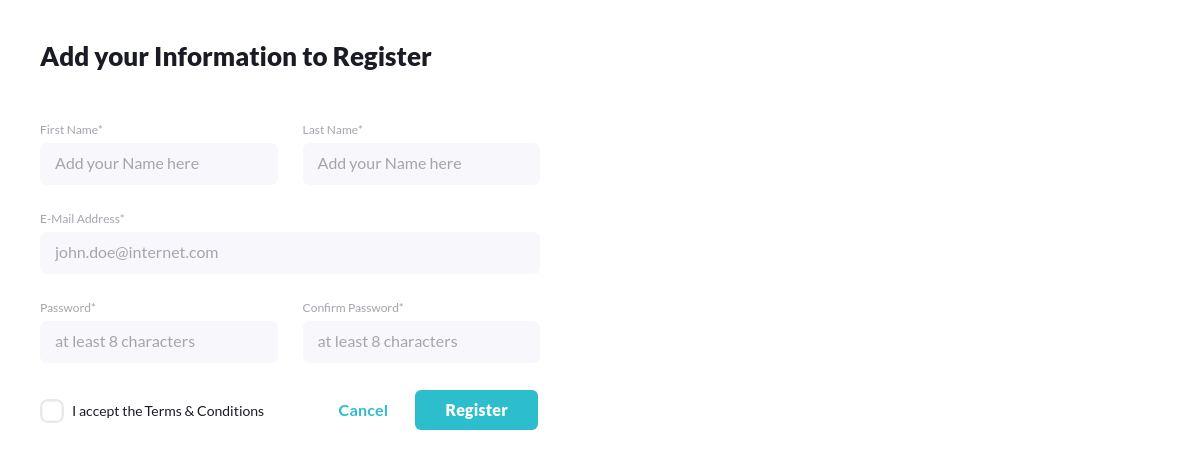 Add your Information to Register
First Name* Last Name*
Add your Name here Add your Name here
E-Mail Address*
john.doe@internet.com
Password* Confirm Password*
at least 8 characters at least 8 characters
I accept the Terms & Conditions Cancel Register